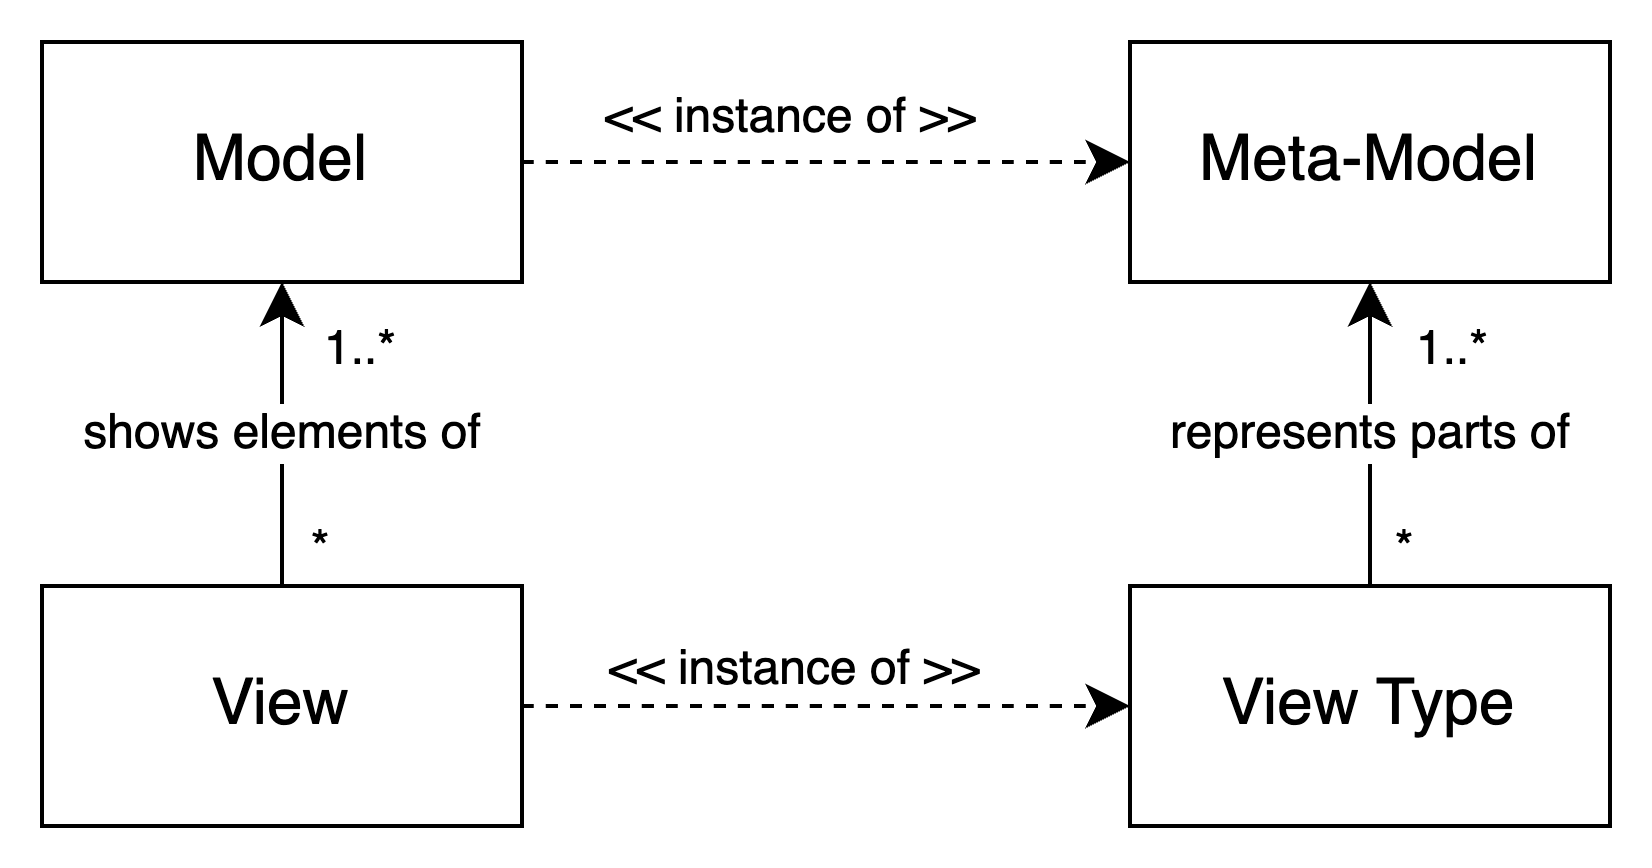 Model
<< instance of >>
Meta-Model
1..*
1..*
shows elements of
represents parts of
*
*
View
<< instance of >>
View Type